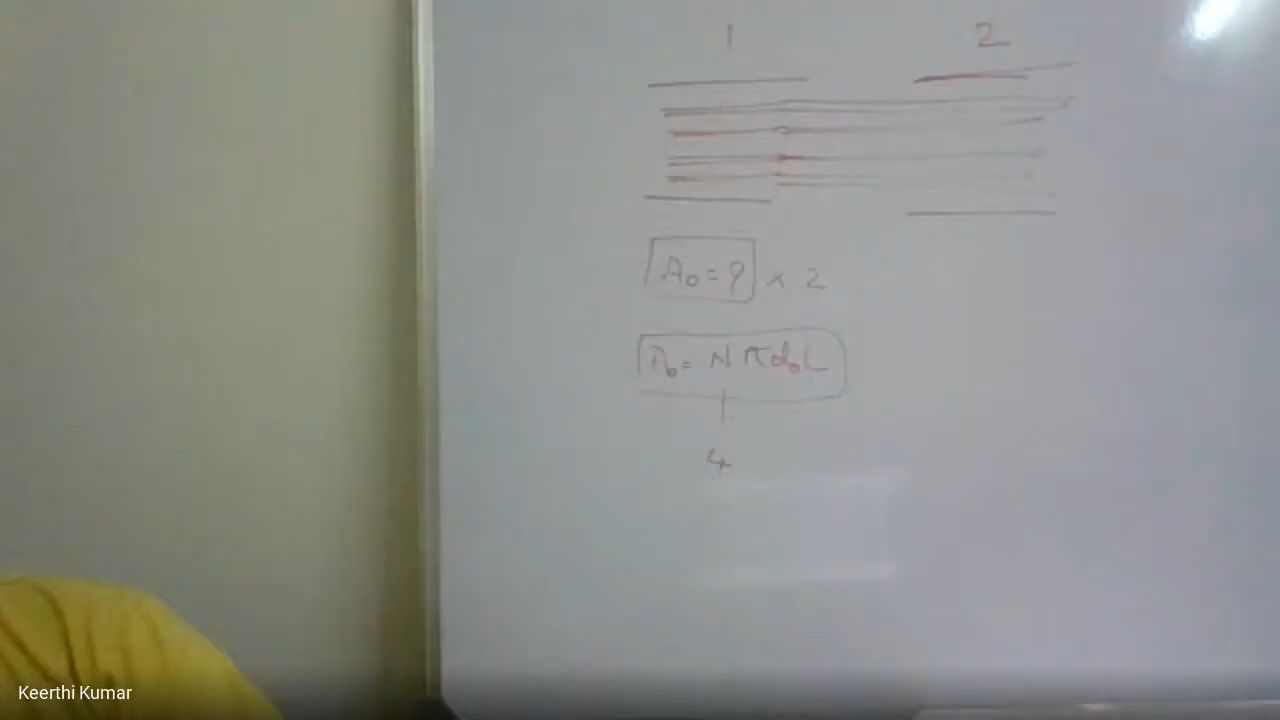 1 2
A₀ = ? × 2
A₀ = N π d₀ L
4
Keerthi Kumar